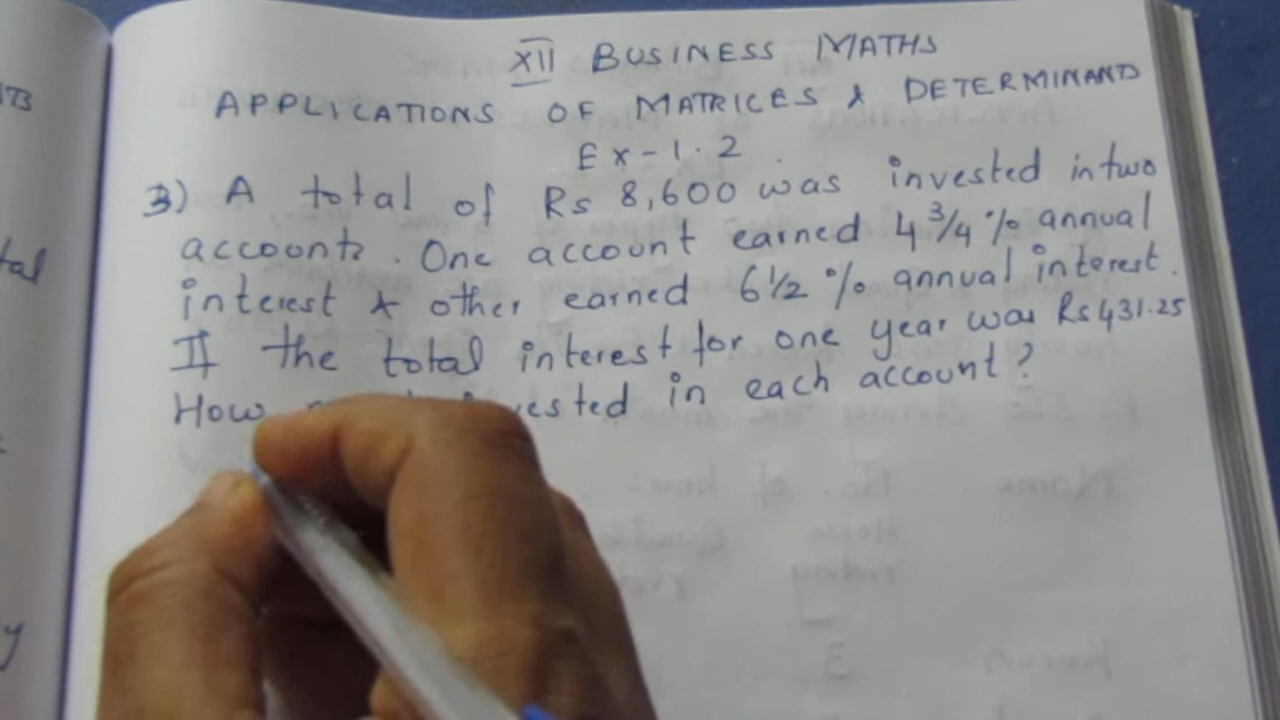 XII BUSINESS MATHS
APPLICATIONS OF MATRICES & DETERMINANTS
Ex-1.2
3) A total of Rs 8,600 was invested in two
accounts. One account earned 4 3/4 % annual
interest & other earned 6 1/2 % annual interest.
If the total interest for one year was Rs 431.25
How invested in each account?